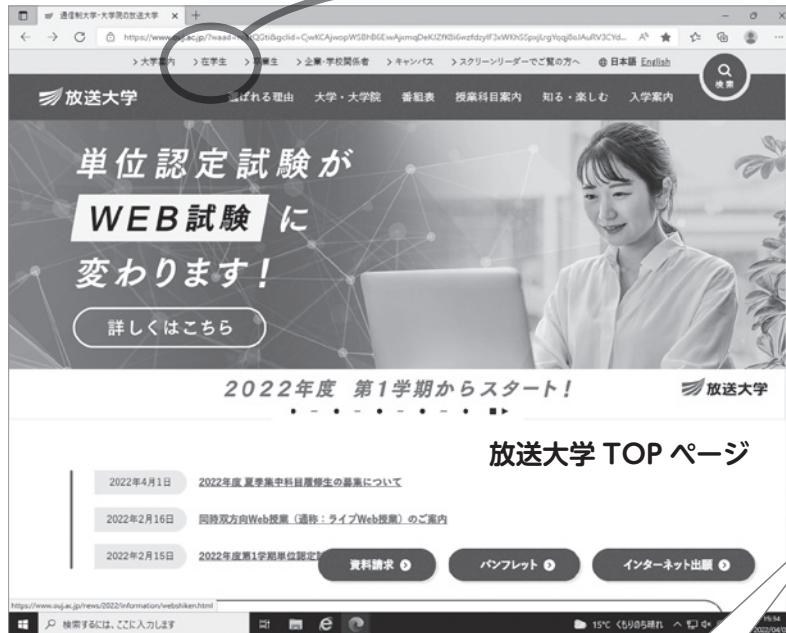 通信制大学・大学院の放送大学
> 大学案内 > 在学生 > 卒業生 > 企業・学校関係者 > キャンパス > スクリーンリーダーでご覧の方へ 日本語 English
検索
放送大学 選ばれる理由 大学・大学院 番組表 授業科目案内 知る・楽しむ 入学案内
単位認定試験が
WEB試験 に
変わります!
詳しくはこちら
2022年度 第1学期からスタート!
放送大学
放送大学 TOP ページ
2022年4月1日 2022年度 夏季集中科目履修生の募集について
2022年2月16日 同時双方向Web授業(通称:ライブWeb授業)のご案内
2022年2月15日 2022年度第1学期単位認定試
資料請求 パンフレット インターネット出願
https://www.ouj.ac.jp/news/2022/information/webshiken.html
検索するには、ここに入力します 15°C くもりのち晴れ 15:34